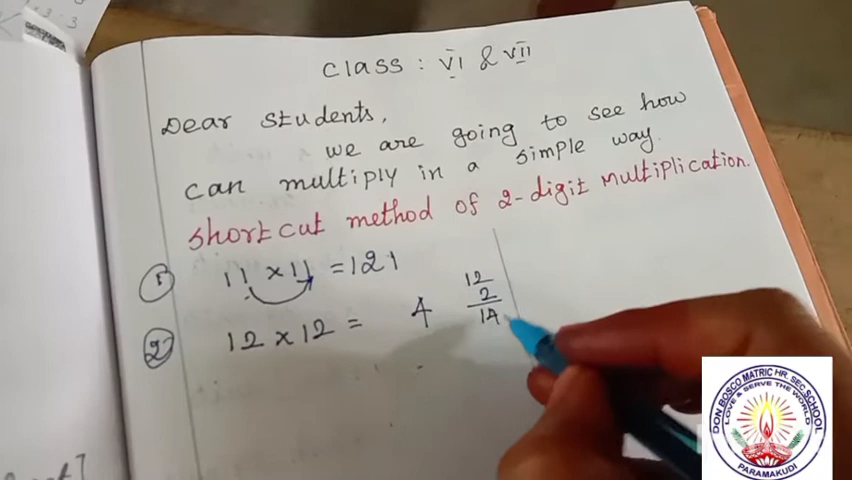 Class : VI & VII
Dear students,
we are going to see how
can multiply in a simple way.
shortcut method of 2-digit multiplication.
1 11 × 11 = 121
2 12 × 12 = 4
12
2
14
DON BOSCO MATRIC HR. SEC. SCHOOL
LOVE & SERVE THE WORLD
PARAMAKUDI